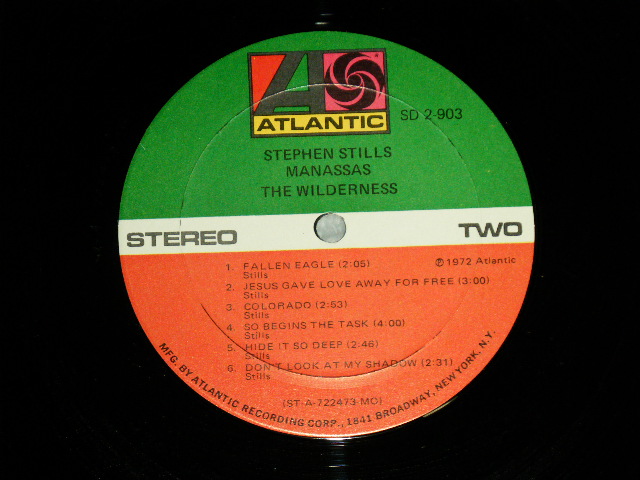 ATLANTIC
SD 2-903
STEPHEN STILLS
MANASSAS
THE WILDERNESS
STEREO
TWO
℗ 1972 Atlantic
1. FALLEN EAGLE (2:05)
Stills
2. JESUS GAVE LOVE AWAY FOR FREE (3:00)
Stills
3. COLORADO (2:53)
Stills
4. SO BEGINS THE TASK (4:00)
Stills
5. HIDE IT SO DEEP (2:46)
Stills
6. DON'T LOOK AT MY SHADOW (2:31)
Stills
(ST-A-722473-MO)
MFG. BY ATLANTIC RECORDING CORP., 1841 BROADWAY, NEW YORK, N.Y.